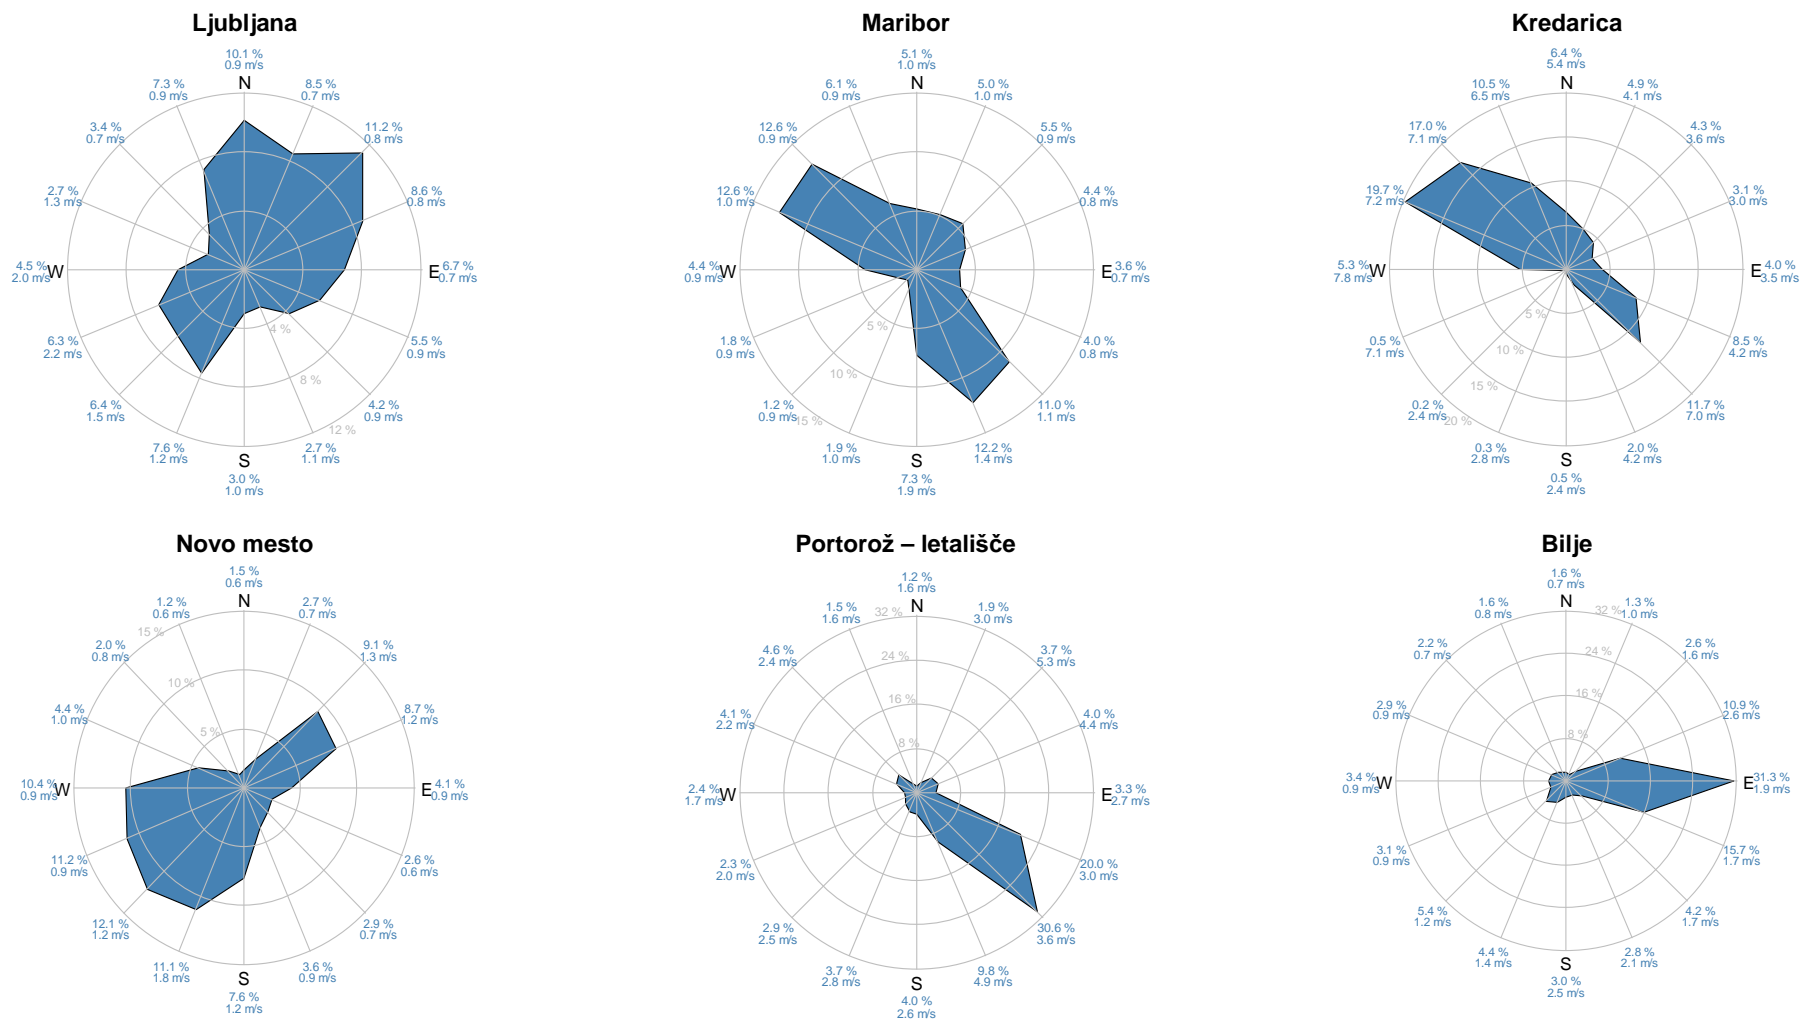 Ljubljana
10.1 %
0.9 m/s
N
7.3 %
0.9 m/s
8.5 %
0.7 m/s
3.4 %
0.7 m/s
11.2 %
0.8 m/s
2.7 %
1.3 m/s
8.6 %
0.8 m/s
4.5 %
2.0 m/s
W
E
6.7 %
0.7 m/s
4 %
6.3 %
2.2 m/s
5.5 %
0.9 m/s
8 %
6.4 %
1.5 m/s
4.2 %
0.9 m/s
12 %
7.6 %
1.2 m/s
2.7 %
1.1 m/s
S
3.0 %
1.0 m/s
Maribor
5.1 %
1.0 m/s
N
6.1 %
0.9 m/s
5.0 %
1.0 m/s
12.6 %
0.9 m/s
5.5 %
0.9 m/s
12.6 %
1.0 m/s
4.4 %
0.8 m/s
4.4 %
0.9 m/s
W
E
3.6 %
0.7 m/s
5 %
1.8 %
0.9 m/s
4.0 %
0.8 m/s
10 %
1.2 %
0.9 m/s
15 %
11.0 %
1.1 m/s
1.9 %
1.0 m/s
12.2 %
1.4 m/s
S
7.3 %
1.9 m/s
Kredarica
6.4 %
5.4 m/s
N
10.5 %
6.5 m/s
4.9 %
4.1 m/s
17.0 %
7.1 m/s
4.3 %
3.6 m/s
19.7 %
7.2 m/s
3.1 %
3.0 m/s
5.3 %
7.8 m/s
W
E
4.0 %
3.5 m/s
5 %
0.5 %
7.1 m/s
10 %
8.5 %
4.2 m/s
15 %
0.2 %
2.4 m/s
20 %
11.7 %
7.0 m/s
0.3 %
2.8 m/s
2.0 %
4.2 m/s
S
0.5 %
2.4 m/s
Novo mesto
1.5 %
0.6 m/s
N
1.2 %
0.6 m/s
2.7 %
0.7 m/s
15 %
2.0 %
0.8 m/s
9.1 %
1.3 m/s
10 %
4.4 %
1.0 m/s
8.7 %
1.2 m/s
5 %
10.4 %
0.9 m/s
W
E
4.1 %
0.9 m/s
11.2 %
0.9 m/s
2.6 %
0.6 m/s
12.1 %
1.2 m/s
2.9 %
0.7 m/s
11.1 %
1.8 m/s
3.6 %
0.9 m/s
S
7.6 %
1.2 m/s
Portorož – letališče
1.2 %
1.6 m/s
N
32 %
1.5 %
1.6 m/s
1.9 %
3.0 m/s
24 %
4.6 %
2.4 m/s
3.7 %
5.3 m/s
16 %
4.1 %
2.2 m/s
4.0 %
4.4 m/s
8 %
2.4 %
1.7 m/s
W
E
3.3 %
2.7 m/s
2.3 %
2.0 m/s
20.0 %
3.0 m/s
2.9 %
2.5 m/s
30.6 %
3.6 m/s
3.7 %
2.8 m/s
9.8 %
4.9 m/s
S
4.0 %
2.6 m/s
Bilje
1.6 %
0.7 m/s
N
1.6 %
0.8 m/s
32 %
1.3 %
1.0 m/s
24 %
2.2 %
0.7 m/s
2.6 %
1.6 m/s
16 %
2.9 %
0.9 m/s
10.9 %
2.6 m/s
8 %
3.4 %
0.9 m/s
W
E
31.3 %
1.9 m/s
3.1 %
0.9 m/s
15.7 %
1.7 m/s
5.4 %
1.2 m/s
4.2 %
1.7 m/s
4.4 %
1.4 m/s
2.8 %
2.1 m/s
S
3.0 %
2.5 m/s